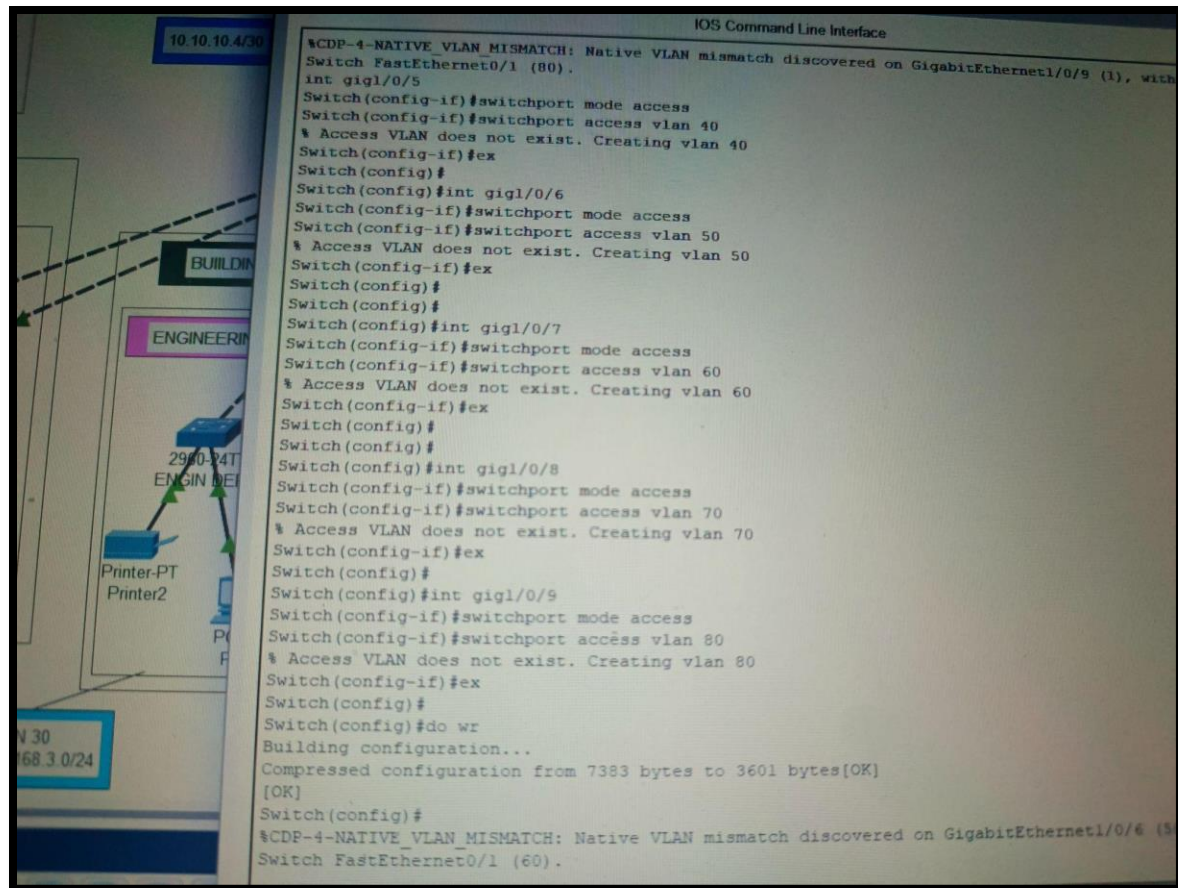 IOS Command Line Interface
10.10.10.4/30
%CDP-4-NATIVE_VLAN_MISMATCH: Native VLAN mismatch discovered on GigabitEthernet1/0/9 (1), with
Switch FastEthernet0/1 (80).
int gig1/0/5
Switch(config-if)#switchport mode access
Switch(config-if)#switchport access vlan 40
% Access VLAN does not exist. Creating vlan 40
Switch(config-if)#ex
Switch(config)#
Switch(config)#int gig1/0/6
Switch(config-if)#switchport mode access
Switch(config-if)#switchport access vlan 50
% Access VLAN does not exist. Creating vlan 50
Switch(config-if)#ex
Switch(config)#
Switch(config)#
Switch(config)#int gig1/0/7
Switch(config-if)#switchport mode access
Switch(config-if)#switchport access vlan 60
% Access VLAN does not exist. Creating vlan 60
Switch(config-if)#ex
Switch(config)#
Switch(config)#
Switch(config)#int gig1/0/8
Switch(config-if)#switchport mode access
Switch(config-if)#switchport access vlan 70
% Access VLAN does not exist. Creating vlan 70
Switch(config-if)#ex
Switch(config)#
Switch(config)#int gig1/0/9
Switch(config-if)#switchport mode access
Switch(config-if)#switchport access vlan 80
% Access VLAN does not exist. Creating vlan 80
Switch(config-if)#ex
Switch(config)#
Switch(config)#do wr
Building configuration...
Compressed configuration from 7383 bytes to 3601 bytes[OK]
[OK]
Switch(config)#
%CDP-4-NATIVE_VLAN_MISMATCH: Native VLAN mismatch discovered on GigabitEthernet1/0/6
Switch FastEthernet0/1 (60).
BUIILDIN
ENGINEERIN
2960-24T
ENGIN DEP
Printer-PT
Printer2
N 30
168.3.0/24